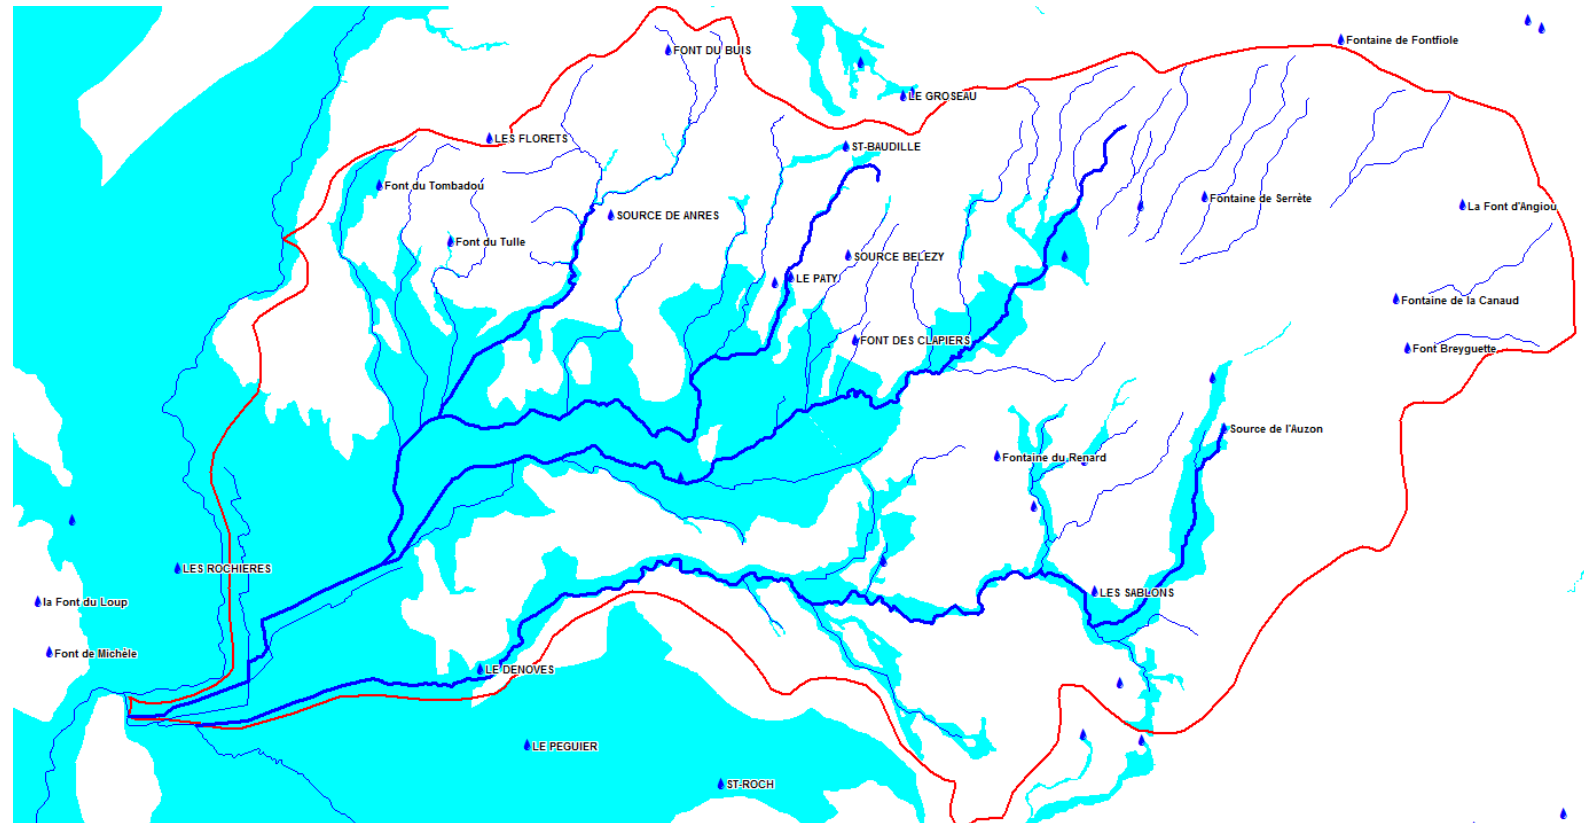 Fontaine de Fontfiole
FONT DU BUIS
LE GROSEAU
LES FLORETS
ST-BAUDILLE
Font du Tombadou
Fontaine de Serrète
La Font d'Angiou
SOURCE DE ANRES
Font du Tulle
SOURCE BELEZY
LE PATY
Fontaine de la Canaud
FONT DES CLAPIERS
Font Breyguette
Source de l'Auzon
Fontaine du Renard
LES ROCHIERES
LES SABLONS
la Font du Loup
Font de Michèle
LE DENOVES
LE PEGUIER
ST-ROCH